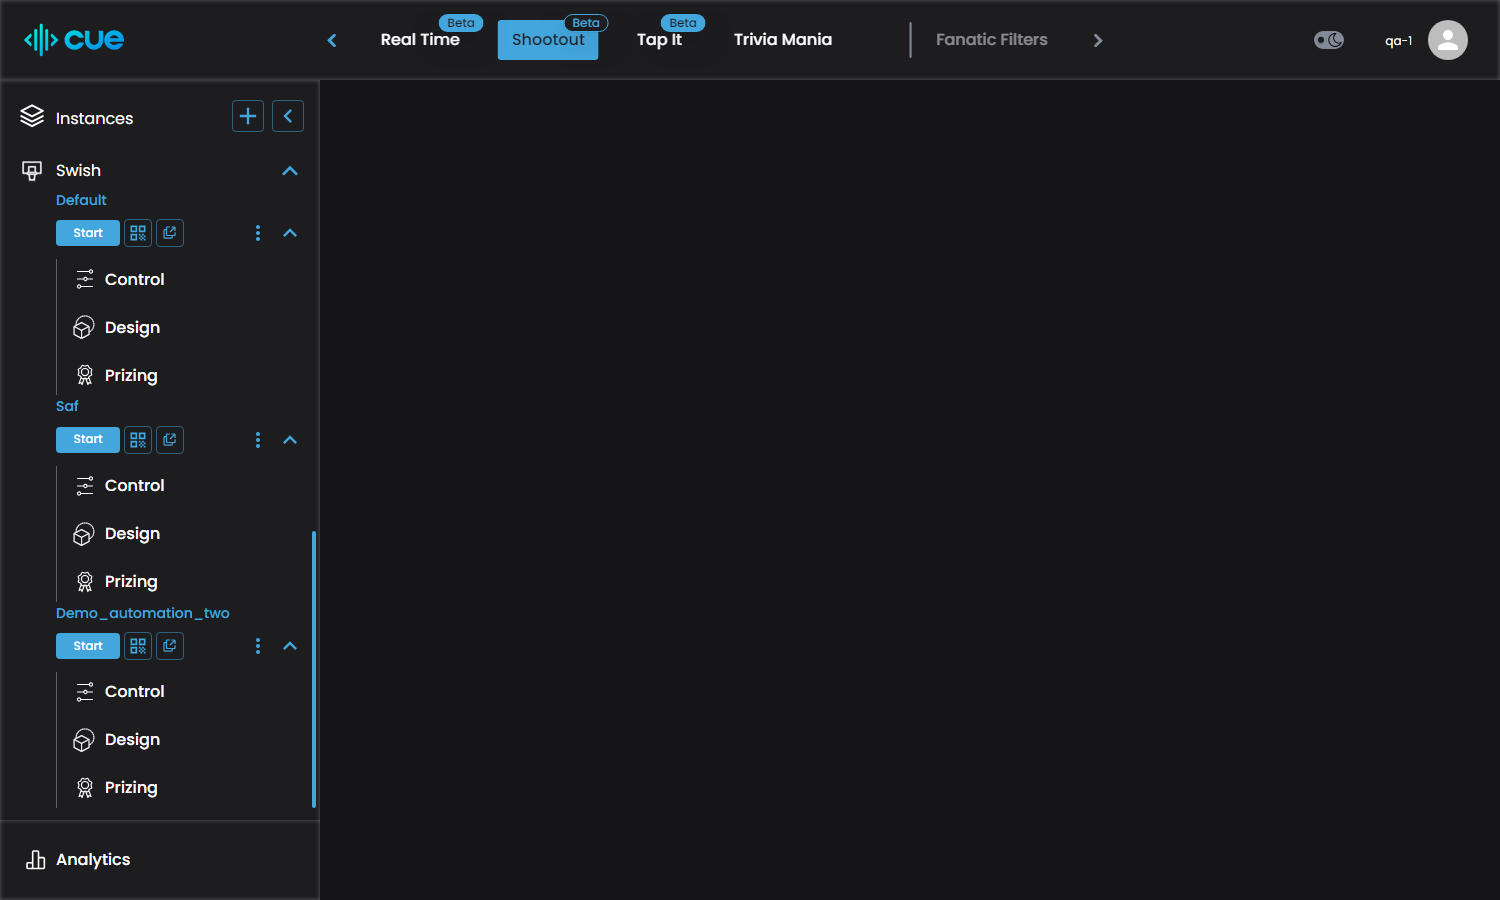 cue
Real Time
Beta
Shootout
Beta
Tap It
Beta
Trivia Mania
Fanatic Filters
qa-1
Instances
Swish
Default
Start
Control
Design
Prizing
Saf
Start
Control
Design
Prizing
Demo_automation_two
Start
Control
Design
Prizing
Analytics